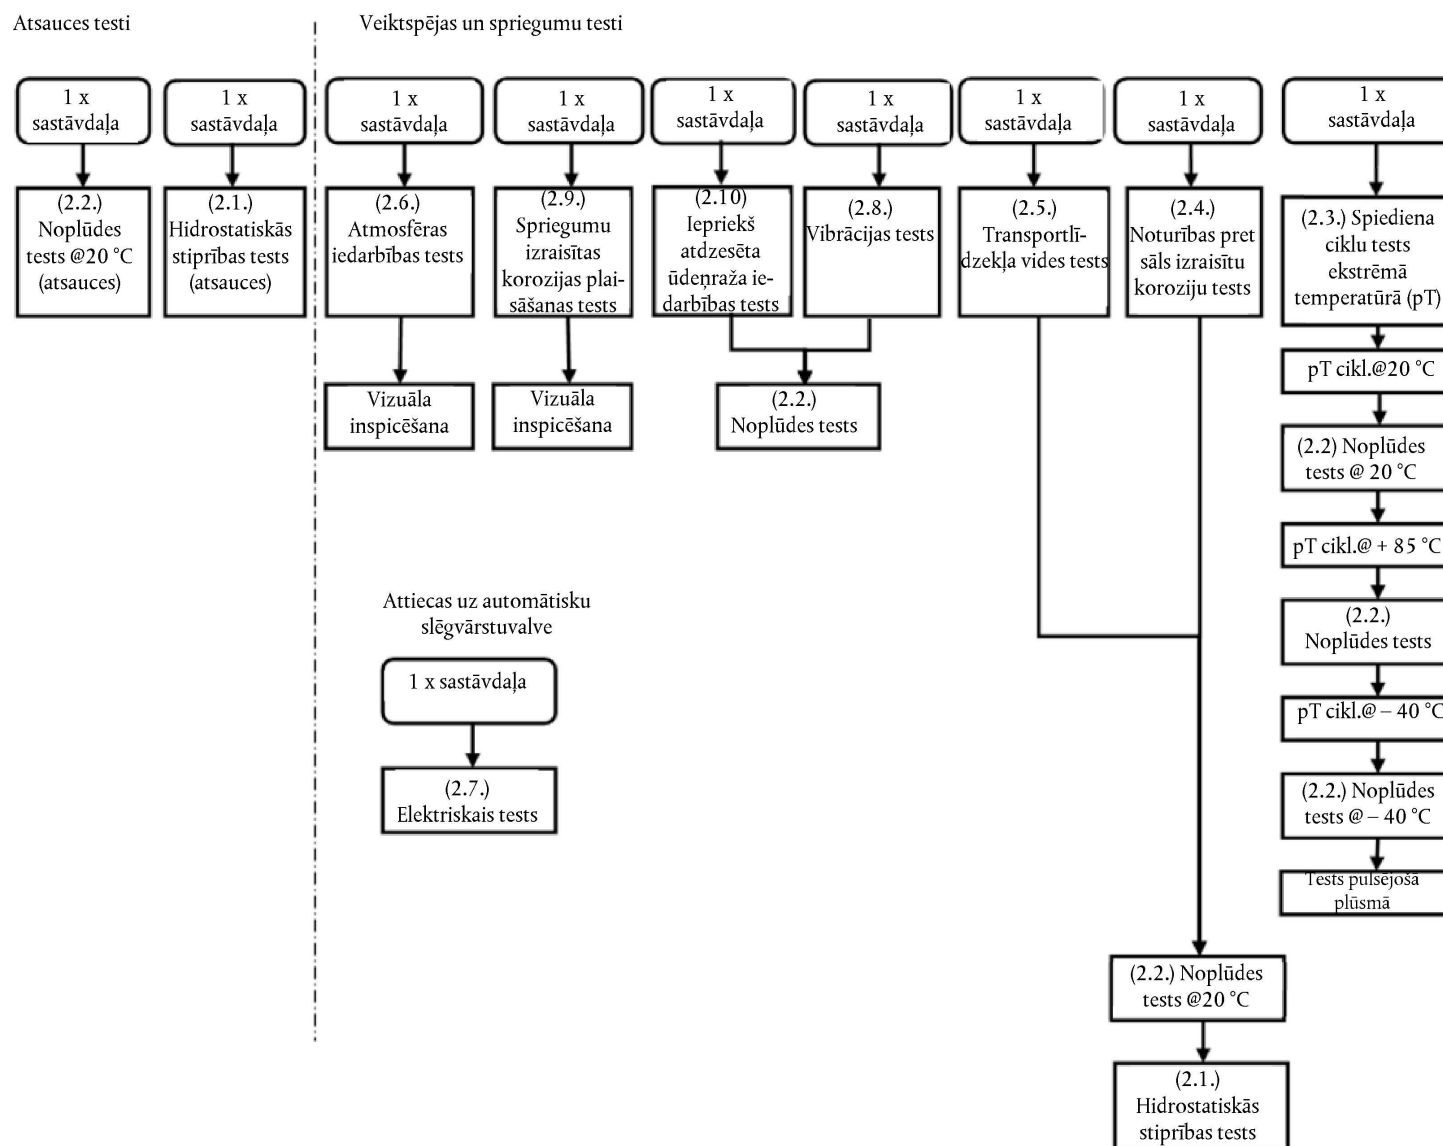 Atsauces testi
Veiktspējas un spriegumu testi
1 x
sastāvdaļa
1 x
sastāvdaļa
1 x
sastāvdaļa
1 x
sastāvdaļa
1 x
sastāvdaļa
1 x
sastāvdaļa
1 x
sastāvdaļa
1 x
sastāvdaļa
1 x
sastāvdaļa
(2.2.)
Noplūdes
tests @20 °C
(atsauces)
(2.1.)
Hidrostatiskās
stiprības tests
(atsauces)
(2.6.)
Atmosfēras
iedarbības tests
(2.9.)
Spriegumu
izraisītas
korozijas plai-
sāšanas tests
(2.10)
Iepriekš
atdzesēta
ūdeņraža ie-
darbības tests
(2.8.)
Vibrācijas tests
(2.5.)
Transportlī-
dzekļa vides tests
(2.4.)
Noturības pret
sāls izraisītu
koroziju tests
(2.3.) Spiediena
ciklu tests
ekstrēmā
temperatūrā (pT)
Vizuāla
inspicēšana
Vizuāla
inspicēšana
(2.2.)
Noplūdes tests
pT cikl.@20 °C
(2.2) Noplūdes
tests @ 20 °C
pT cikl.@ + 85 °C
(2.2.)
Noplūdes tests
pT cikl.@ – 40 °C
(2.2.) Noplūdes
tests @ – 40 °C
Tests pulsējošā
plūsmā
Attiecas uz automātisku
slēgvārstuvalve
1 x sastāvdaļa
(2.7.)
Elektriskais tests
(2.2.) Noplūdes
tests @20 °C
(2.1.)
Hidrostatiskās
stiprības tests